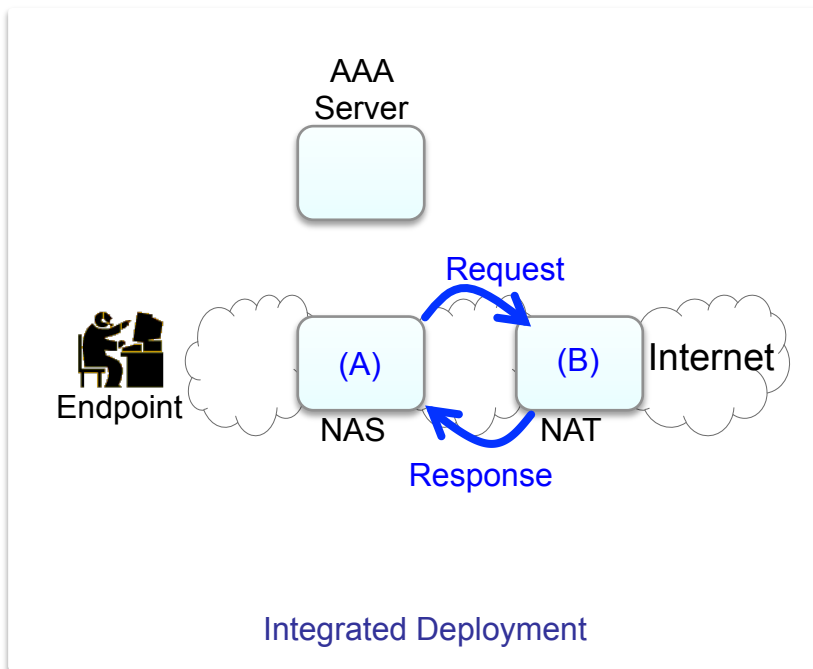 AAA
Server
Request
(A)
(B)
Internet
Endpoint
NAS
NAT
Response
Integrated Deployment